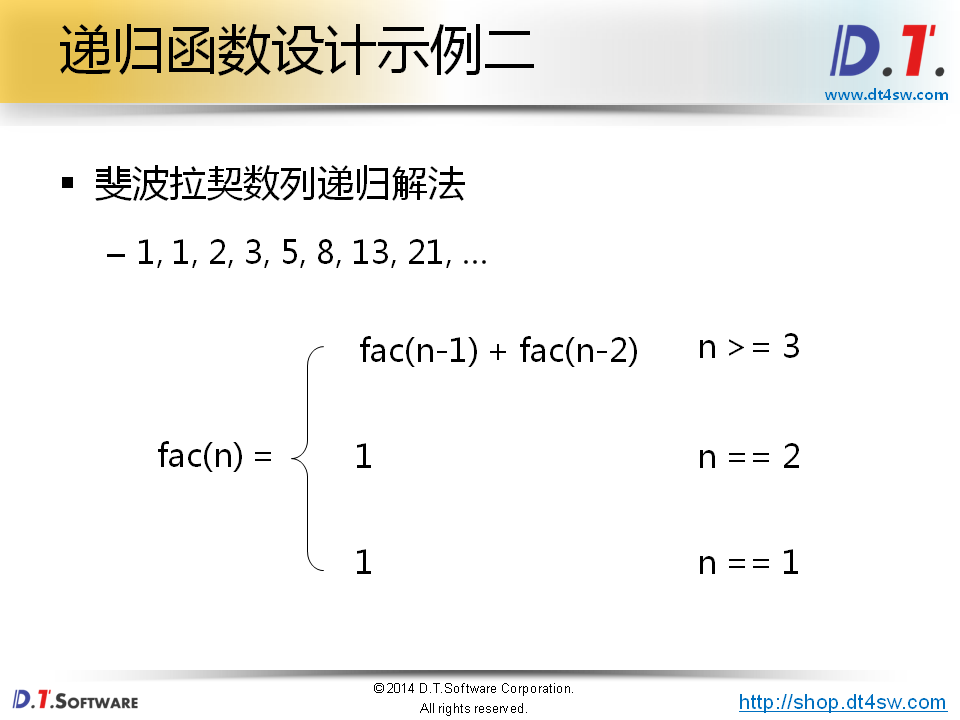 递归函数设计示例二
D.T.
www.dt4sw.com
▪ 斐波拉契数列递归解法
– 1, 1, 2, 3, 5, 8, 13, 21, …
fac(n-1) + fac(n-2) n >= 3
fac(n) = 1 n == 2
1 n == 1
D.T.SOFTWARE
©2014 D.T.Software Corporation.
All rights reserved.
http://shop.dt4sw.com